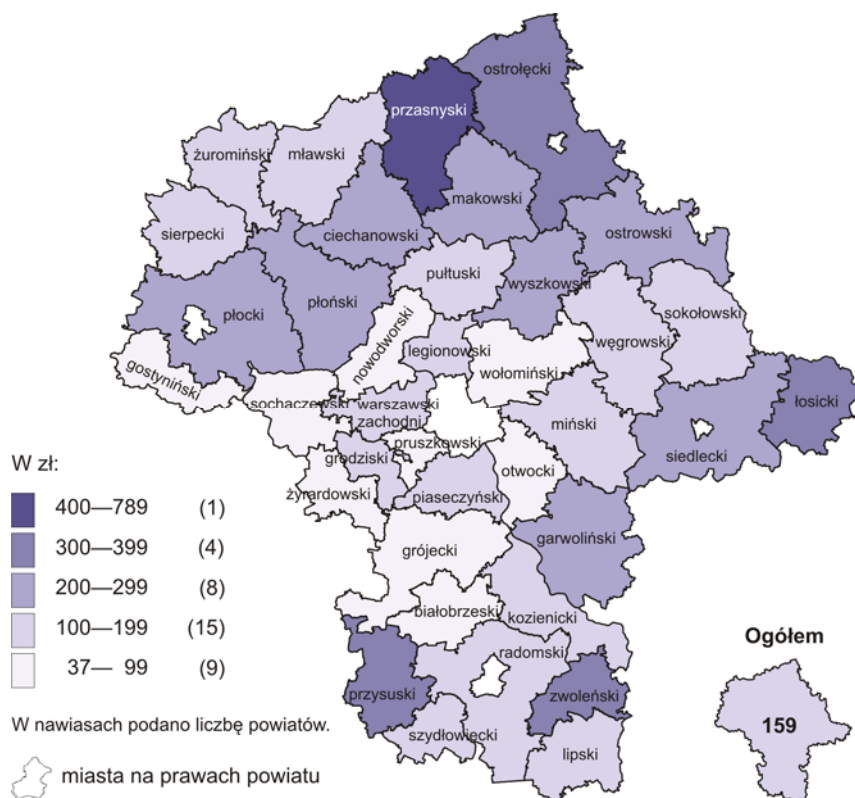 ostrołęcki
przasnyski
żuromiński
mławski
makowski
sierpecki
ciechanowski
ostrowski
pułtuski
wyszkowski
sokołowski
płocki
płoński
nowodworski
legionowski
wołomiński
węgrowski
gostyniński
sochaczewski
warszawski
zachodni
łosicki
miński
siedlecki
pruszkowski
grodziski
otwocki
żyrardowski
piaseczyński
garwoliński
grójecki
białobrzeski
kozienicki
radomski
przysuski
zwoleński
szydłowiecki
lipski
W zł:
400—789 (1)
300—399 (4)
200—299 (8)
100—199 (15)
37— 99 (9)
W nawiasach podano liczbę powiatów.
miasta na prawach powiatu
Ogółem
159